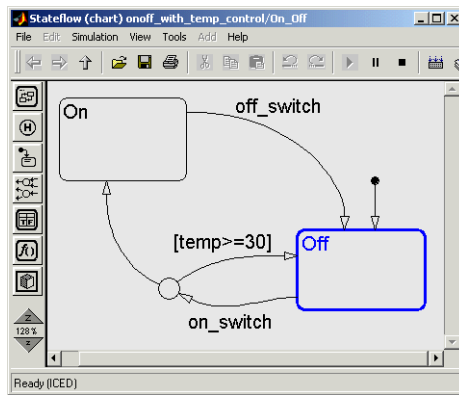 Stateflow (chart) onoff_with_temp_control/On_Off
File Edit Simulation View Tools Add Help
On
off_switch
[temp>=30]
Off
on_switch
128%
Ready (ICED)